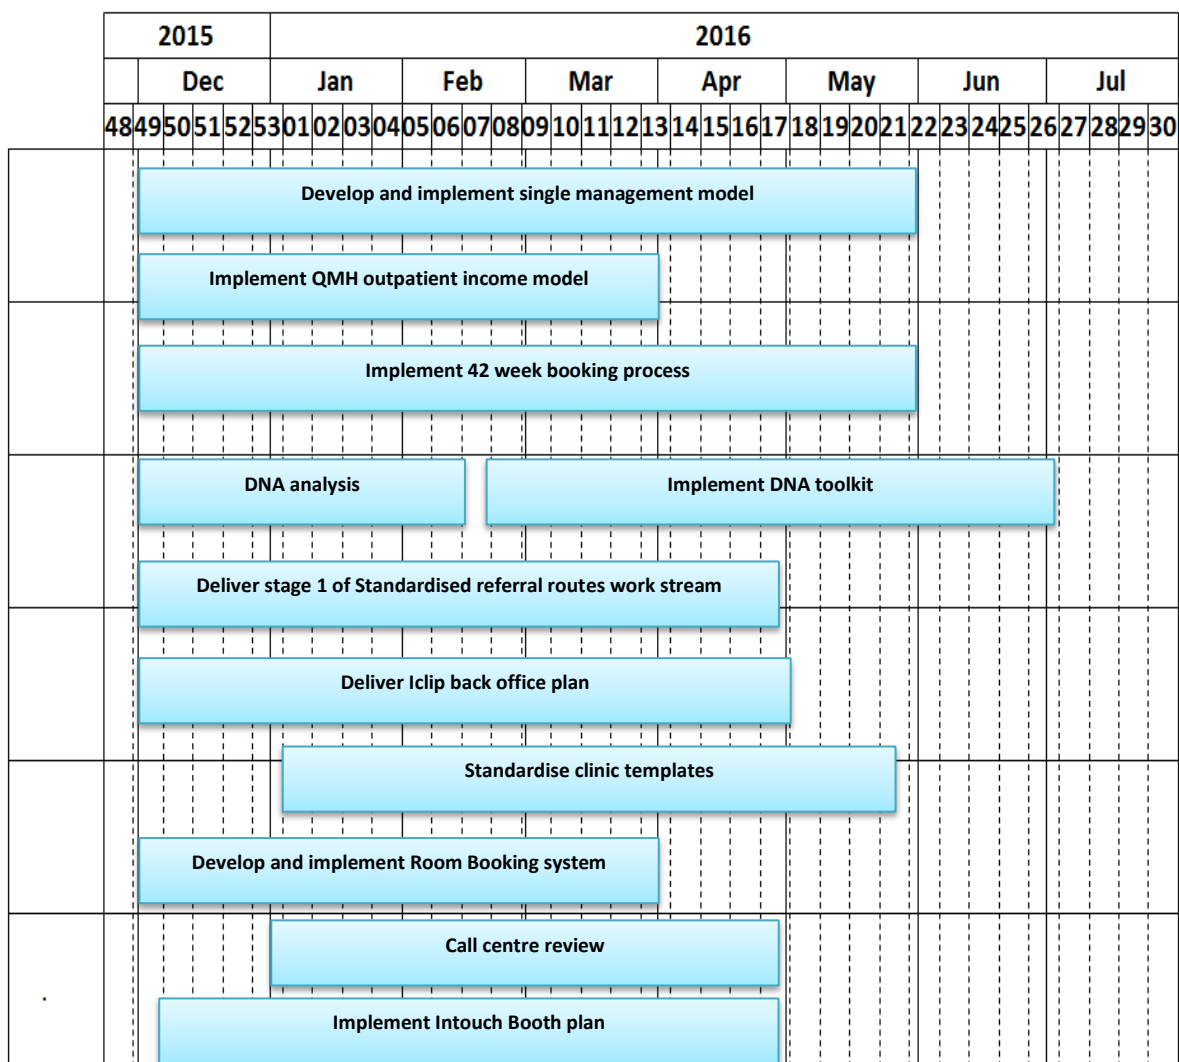 2015 2016
Dec Jan Feb Mar Apr May Jun Jul
48 49 50 51 52 53 01 02 03 04 05 06 07 08 09 10 11 12 13 14 15 16 17 18 19 20 21 22 23 24 25 26 27 28 29 30
Develop and implement single management model
Implement QMH outpatient income model
Implement 42 week booking process
DNA analysis Implement DNA toolkit
Deliver stage 1 of Standardised referral routes work stream
Deliver Iclip back office plan
Standardise clinic templates
Develop and implement Room Booking system
Call centre review
.
Implement Intouch Booth plan